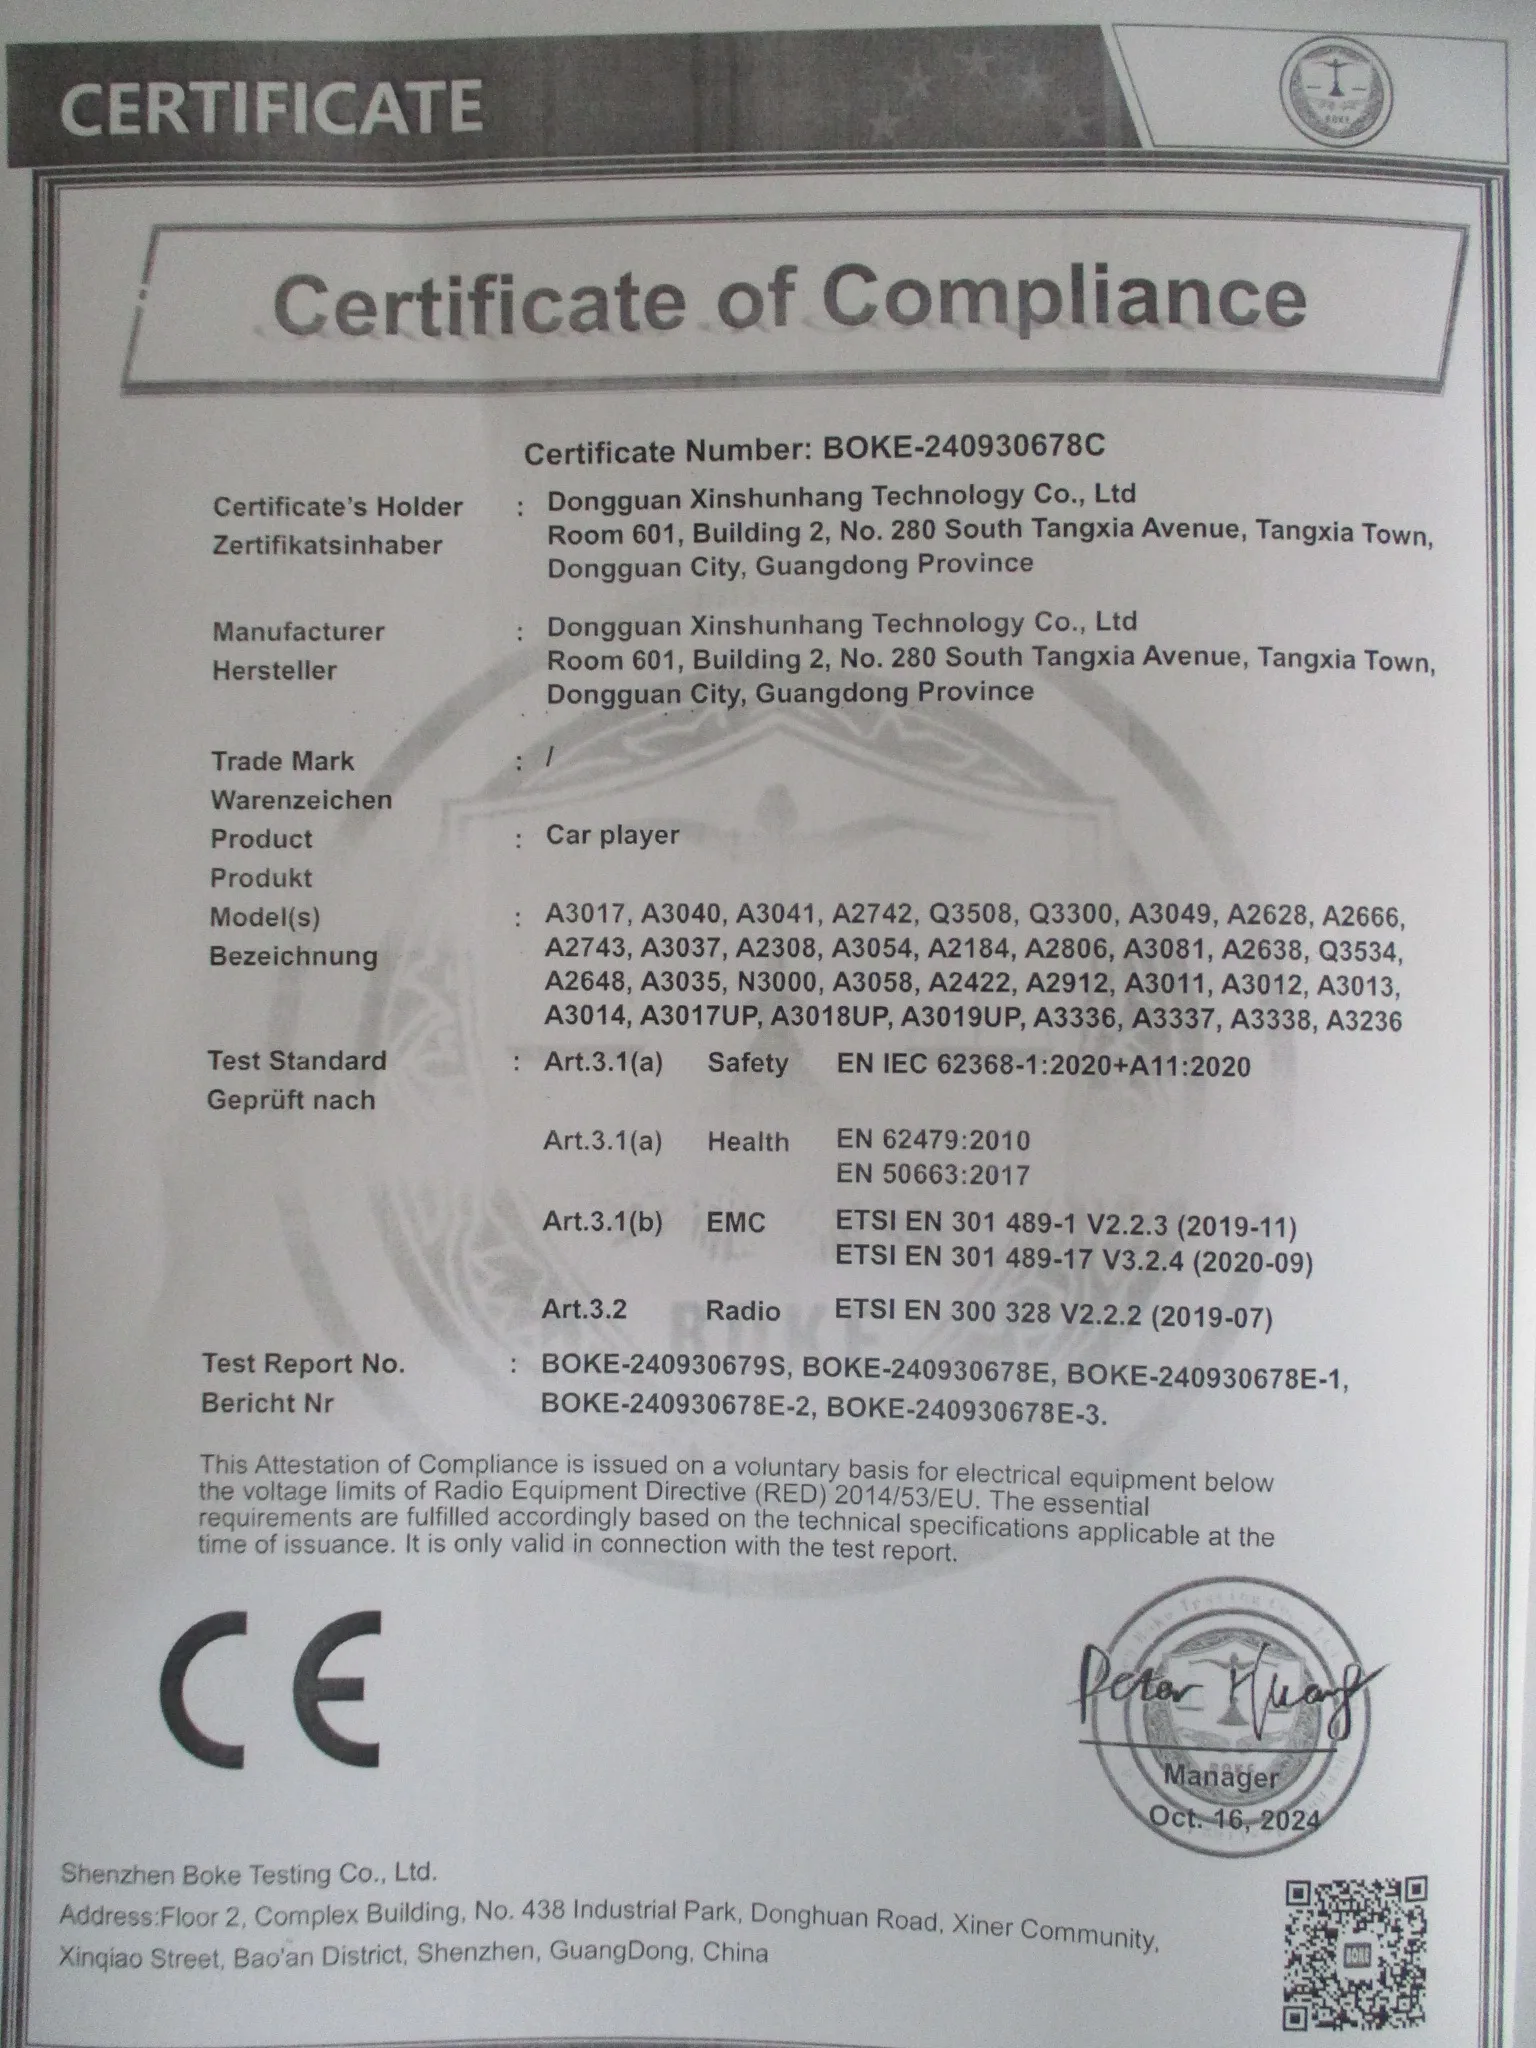 CERTIFICATE
BOKE
Certificate of Compliance
Certificate Number: BOKE-240930678C
Certificate's Holder : Dongguan Xinshunhang Technology Co., Ltd
Zertifikatsinhaber Room 601, Building 2, No. 280 South Tangxia Avenue, Tangxia Town,
Dongguan City, Guangdong Province
Manufacturer : Dongguan Xinshunhang Technology Co., Ltd
Hersteller Room 601, Building 2, No. 280 South Tangxia Avenue, Tangxia Town,
Dongguan City, Guangdong Province
Trade Mark : /
Warenzeichen
Product : Car player
Produkt
Model(s) : A3017, A3040, A3041, A2742, Q3508, Q3300, A3049, A2628, A2666,
Bezeichnung A2743, A3037, A2308, A3054, A2184, A2806, A3081, A2638, Q3534,
A2648, A3035, N3000, A3058, A2422, A2912, A3011, A3012, A3013,
A3014, A3017UP, A3018UP, A3019UP, A3336, A3337, A3338, A3236
Test Standard : Art.3.1(a) Safety EN IEC 62368-1:2020+A11:2020
Geprüft nach
Art.3.1(a) Health EN 62479:2010
EN 50663:2017
Art.3.1(b) EMC ETSI EN 301 489-1 V2.2.3 (2019-11)
ETSI EN 301 489-17 V3.2.4 (2020-09)
Art.3.2 Radio ETSI EN 300 328 V2.2.2 (2019-07)
BOKE
Test Report No. : BOKE-240930679S, BOKE-240930678E, BOKE-240930678E-1,
Bericht Nr BOKE-240930678E-2, BOKE-240930678E-3.
This Attestation of Compliance is issued on a voluntary basis for electrical equipment below
the voltage limits of Radio Equipment Directive (RED) 2014/53/EU. The essential
requirements are fulfilled accordingly based on the technical specifications applicable at the
time of issuance. It is only valid in connection with the test report.
CE
Peter Huang
BOKE
Manager
Oct. 16, 2024
Shenzhen Boke Testing Co., Ltd.
Address:Floor 2, Complex Building, No. 438 Industrial Park, Donghuan Road, Xiner Community,
Xinqiao Street, Bao'an District, Shenzhen, GuangDong, China
BOKE